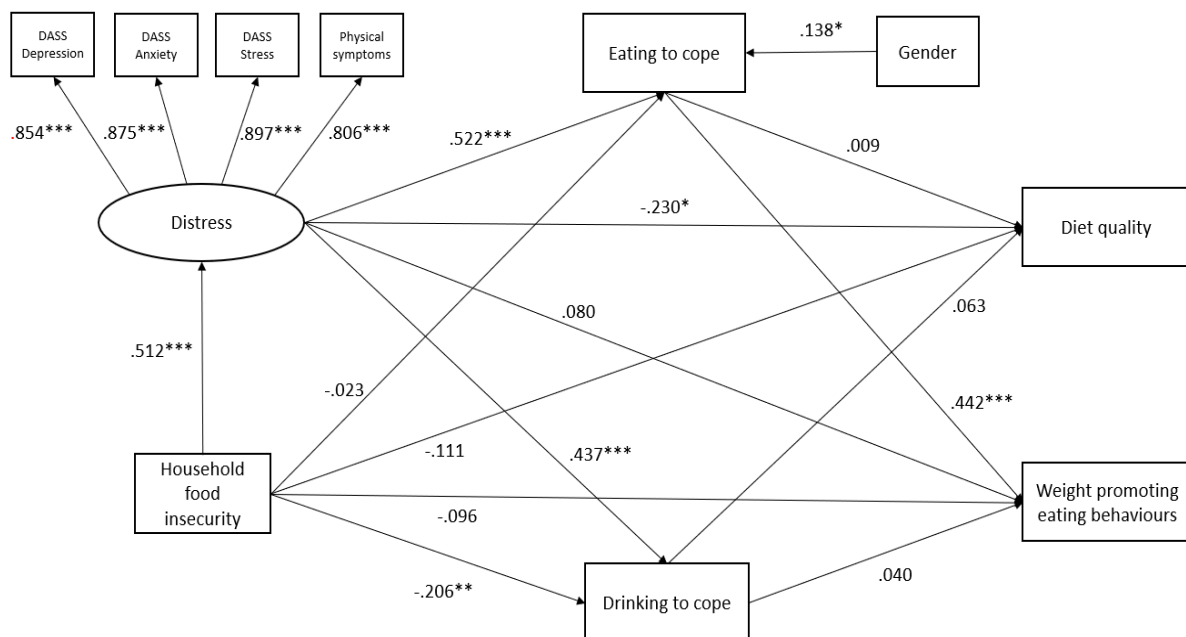 DASS
Depression
DASS
Anxiety
DASS
Stress
Physical
symptoms
Eating to cope
.138*
Gender
.854***
.875***
.897***
.806***
.522***
.009
Distress
-.230*
Diet quality
.080
.063
.512***
-.023
.442***
-.111
.437***
Household
food
insecurity
-.096
Weight promoting
eating behaviours
-.206**
Drinking to cope
.040